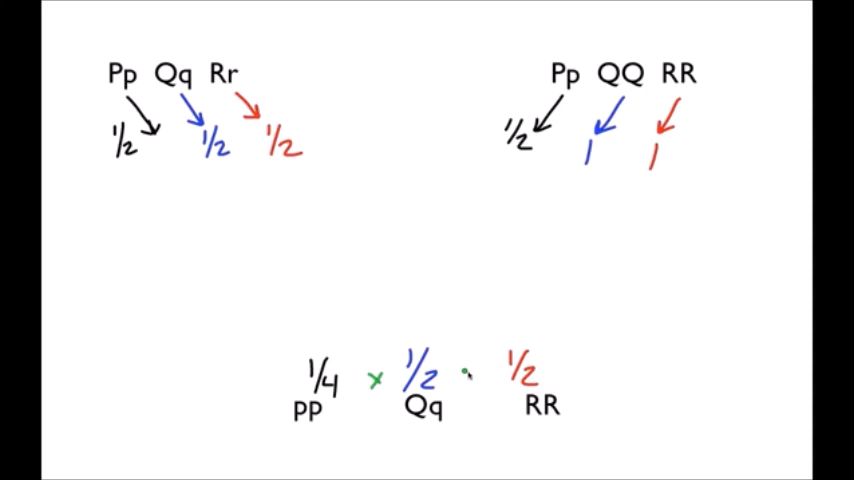 Pp Qq Rr
Pp QQ RR
1/2 1/2 1/2
1/2 1 1
1/4 x 1/2 · 1/2
pp Qq RR